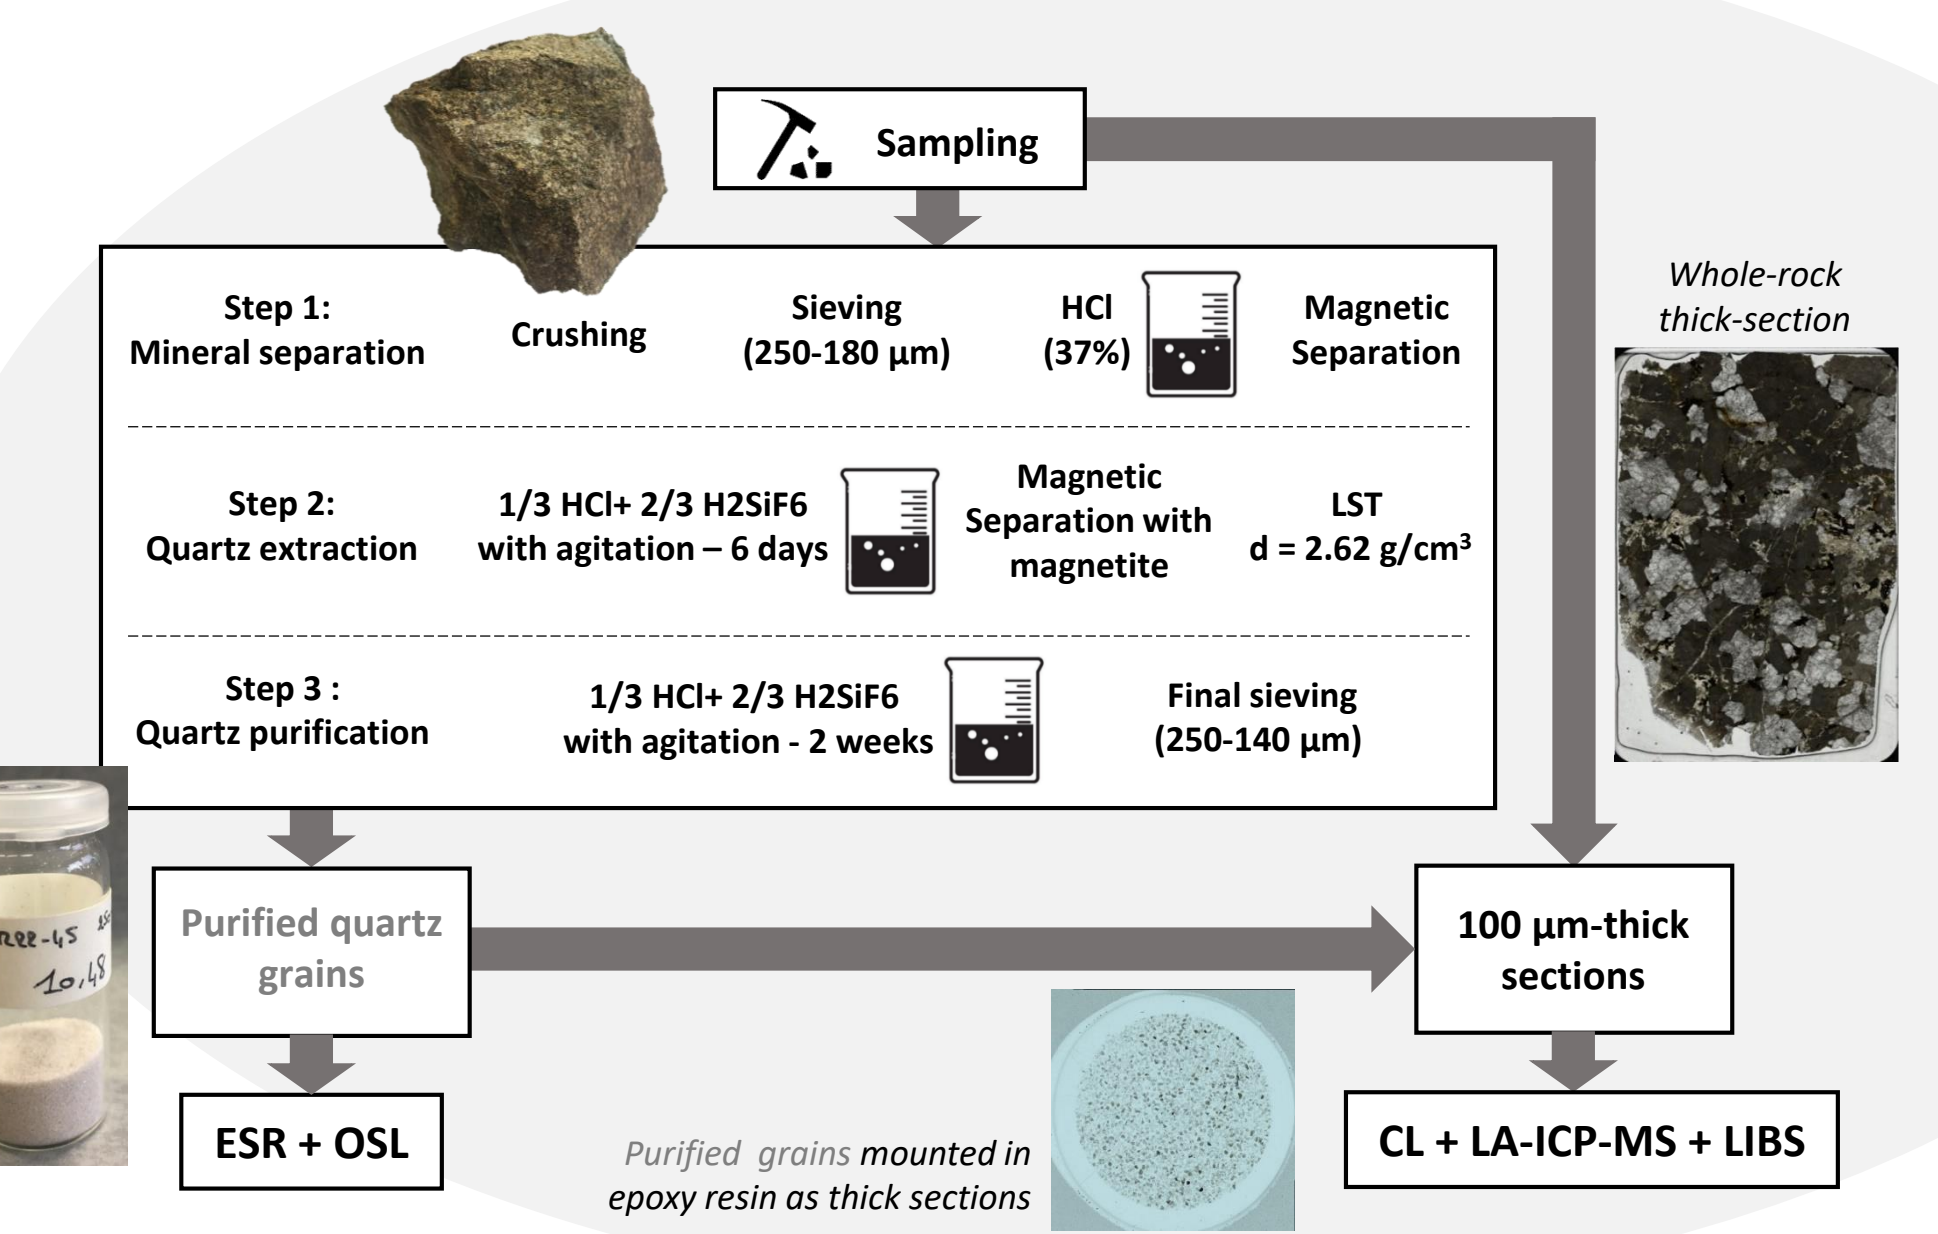 Sampling
Whole-rock
thick-section
Step 1:
Mineral separation
Crushing
Sieving
(250-180 µm)
HCl
(37%)
Magnetic
Separation
Step 2:
Quartz extraction
1/3 HCl+ 2/3 H2SiF6
with agitation – 6 days
Magnetic
Separation with
magnetite
LST
d = 2.62 g/cm³
Step 3 :
Quartz purification
1/3 HCl+ 2/3 H2SiF6
with agitation - 2 weeks
Final sieving
(250-140 µm)
10,48
Purified quartz
grains
100 µm-thick
sections
ESR + OSL
CL + LA-ICP-MS + LIBS
Purified grains mounted in
epoxy resin as thick sections